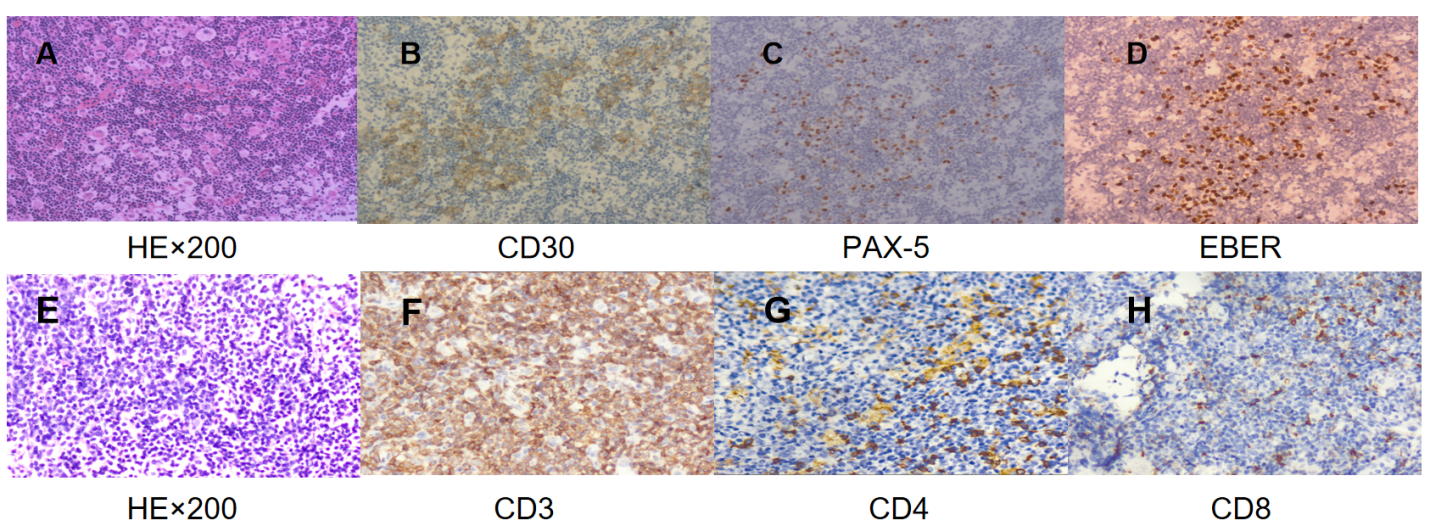 A B C D
HE×200 CD30 PAX-5 EBER
E F G H
HE×200 CD3 CD4 CD8